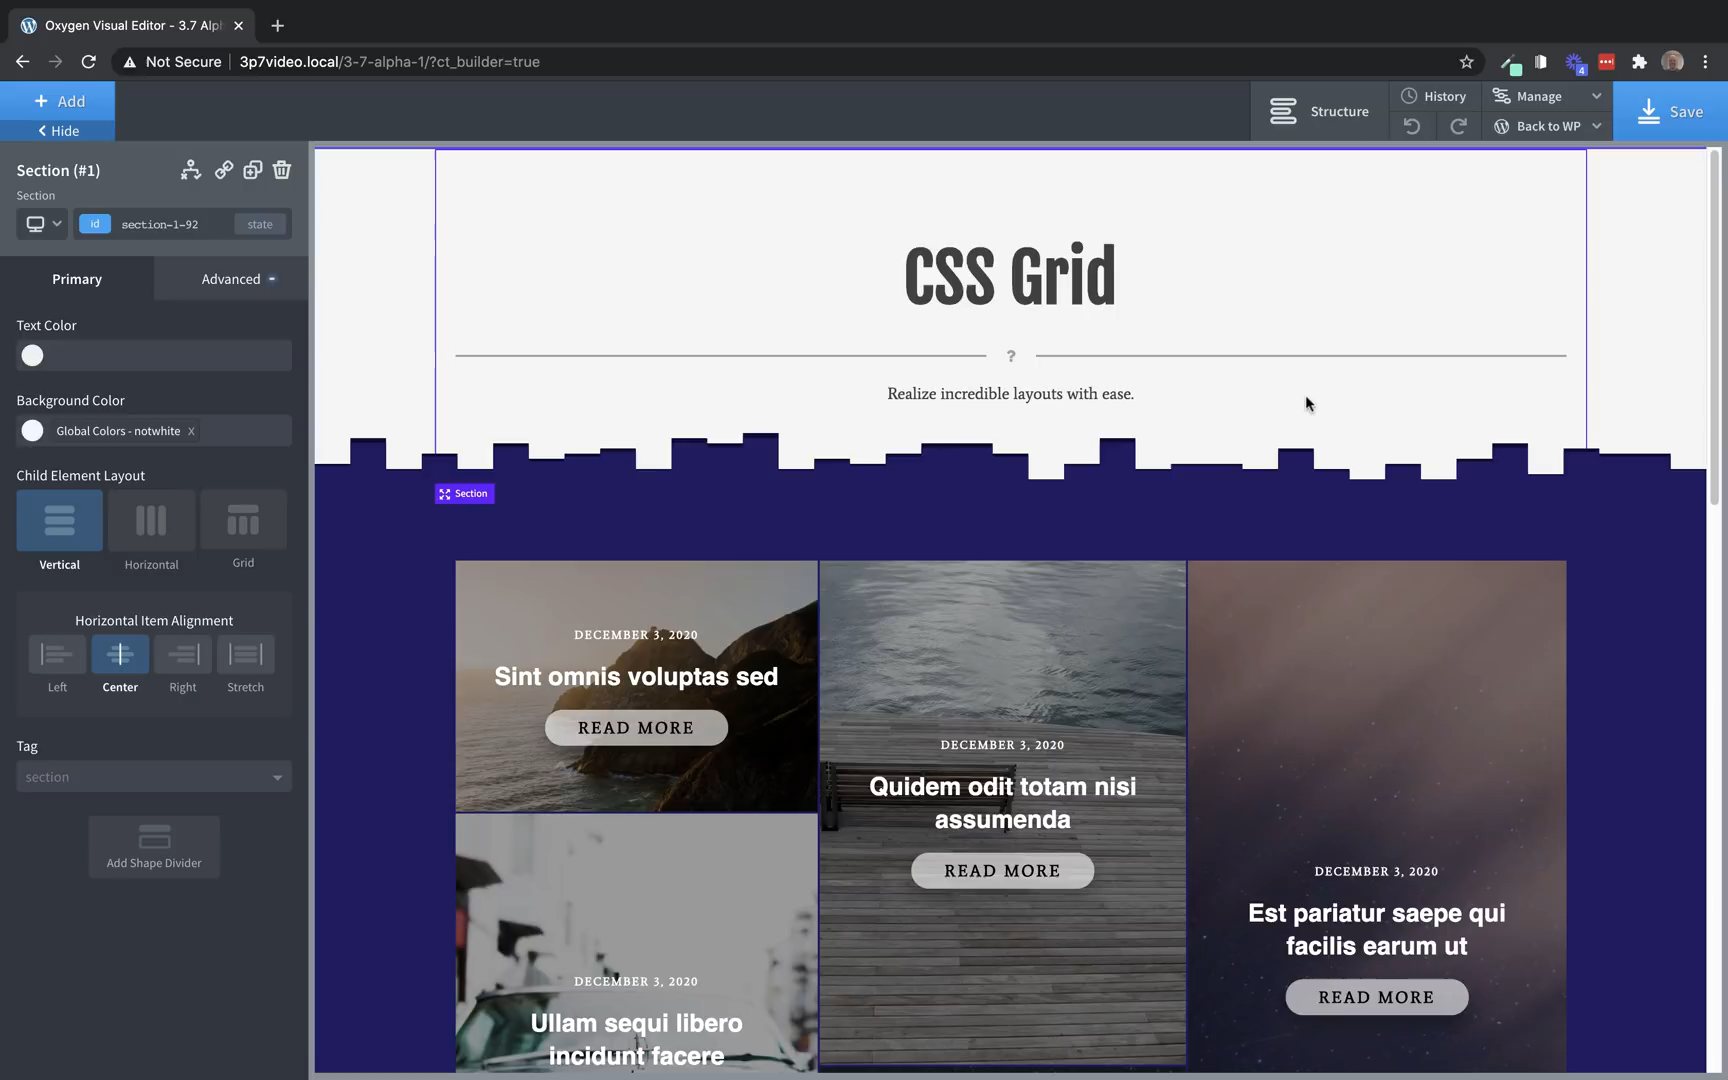 Oxygen Visual Editor - 3.7 Alph
Not Secure
3p7video.local/3-7-alpha-1/?ct_builder=true
4
+ Add
Hide
Structure
History
Manage
Back to WP
Save
Section (#1)
Section
id
section-1-92
state
Primary
Advanced
Text Color
Background Color
Global Colors - notwhite x
Child Element Layout
Vertical
Horizontal
Grid
Horizontal Item Alignment
Left
Center
Right
Stretch
Tag
section
Add Shape Divider
CSS Grid
?
Realize incredible layouts with ease.
Section
DECEMBER 3, 2020
Sint omnis voluptas sed
READ MORE
DECEMBER 3, 2020
Quidem odit totam nisi
assumenda
READ MORE
DECEMBER 3, 2020
Est pariatur saepe qui
facilis earum ut
READ MORE
DECEMBER 3, 2020
Ullam sequi libero
incidunt facere